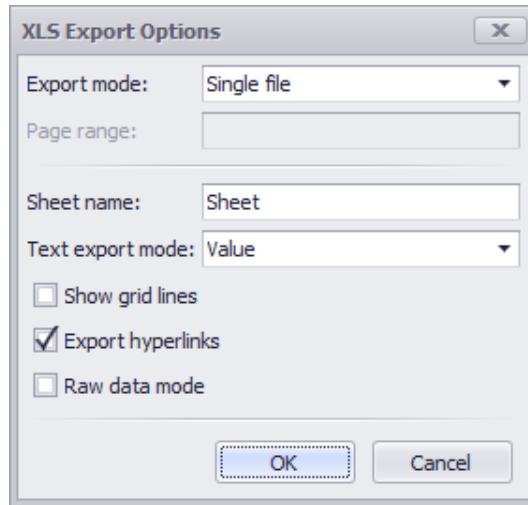 XLS Export Options
Export mode: Single file
Page range:
Sheet name: Sheet
Text export mode: Value
Show grid lines
Export hyperlinks
Raw data mode
OK Cancel